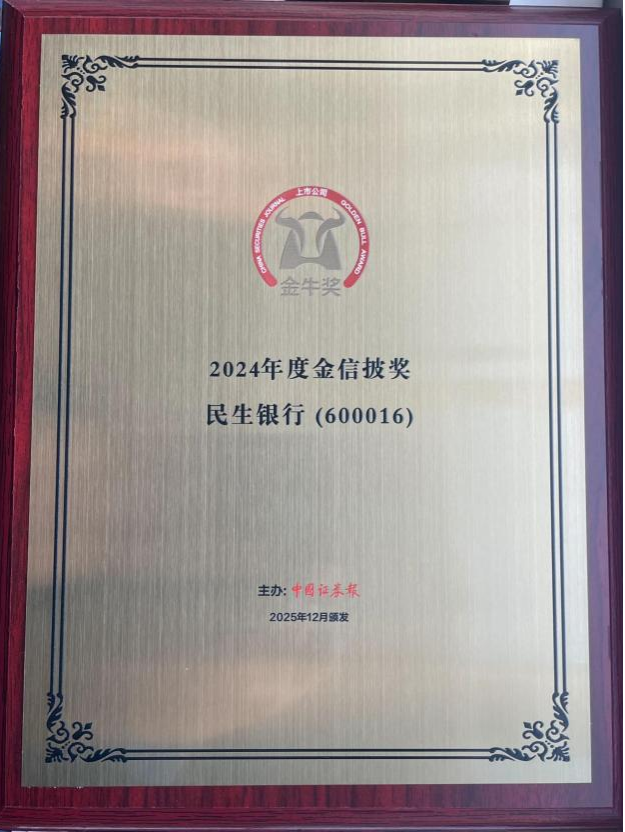 上市公司
CHINA SECURITIES JOURNAL
GOLDEN BULL AWARD
金牛奖
2024年度金信披奖
民生银行 (600016)
主办: 中国证券报
2025年12月颁发